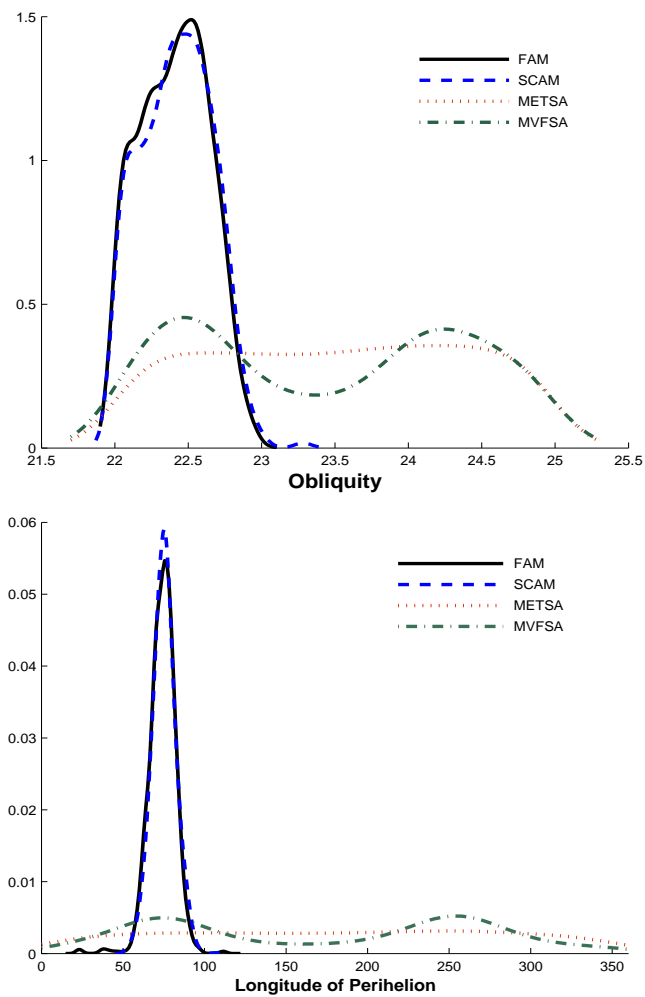 1.5
1
0.5
0
21.5 22 22.5 23 23.5 24 24.5 25 25.5
Obliquity
FAM
SCAM
METSA
MVFSA
0.06
0.05
0.04
0.03
0.02
0.01
0
0 50 100 150 200 250 300 350
Longitude of Perihelion
FAM
SCAM
METSA
MVFSA